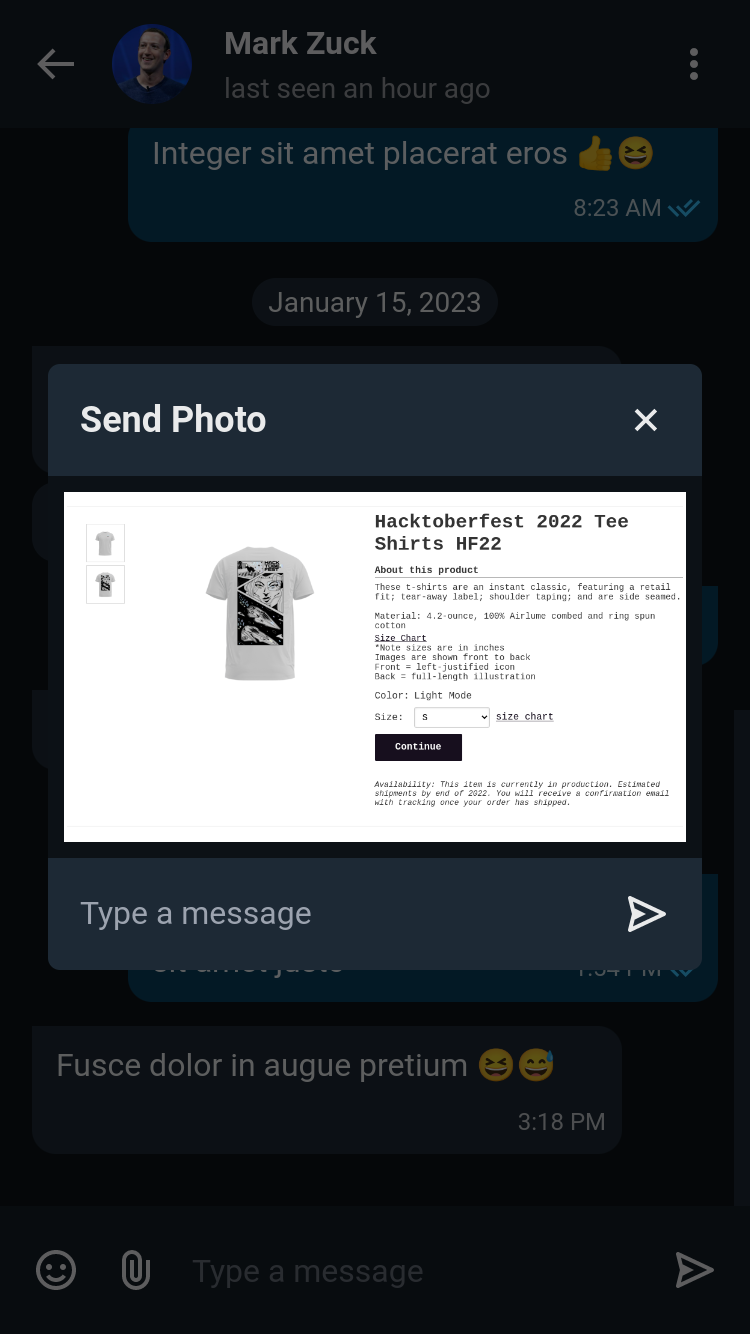 Mark Zuck
last seen an hour ago
Integer sit amet placerat eros 👍😆
8:23 AM
January 15, 2023
Send Photo
Hacktoberfest 2022 Tee
Shirts HF22
About this product
These t-shirts are an instant classic, featuring a retail
fit; tear-away label; shoulder taping; and are side seamed.
Material: 4.2-ounce, 100% Airlume combed and ring spun
cotton
Size Chart
*Note sizes are in inches
Images are shown front to back
Front = left-justified icon
Back = full-length illustration
Color: Light Mode
Size: S size chart
Continue
Availability: This item is currently in production. Estimated
shipments by end of 2022. You will receive a confirmation email
with tracking once your order has shipped.
Type a message
sit amet justo
1:34 PM
Fusce dolor in augue pretium 😆😅
3:18 PM
Type a message